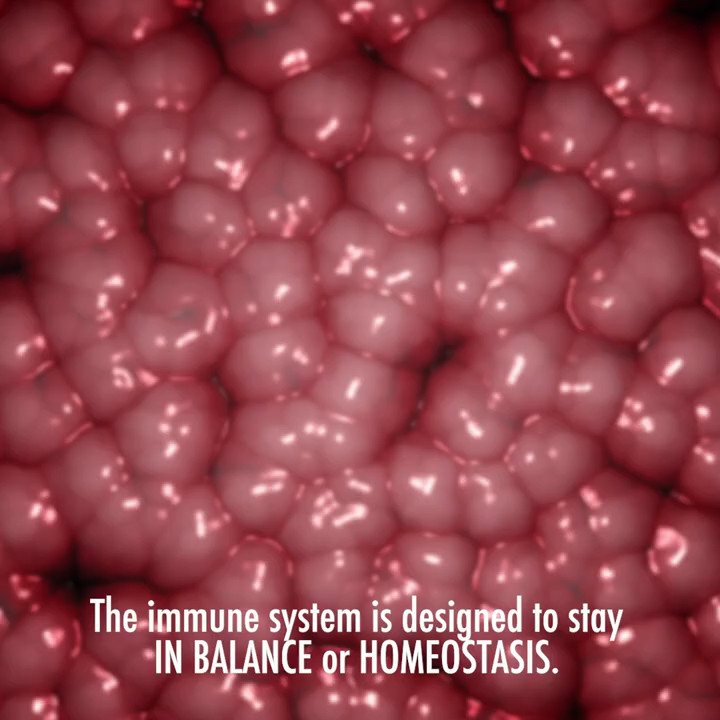 The immune system is designed to stay
IN BALANCE or HOMEOSTASIS.